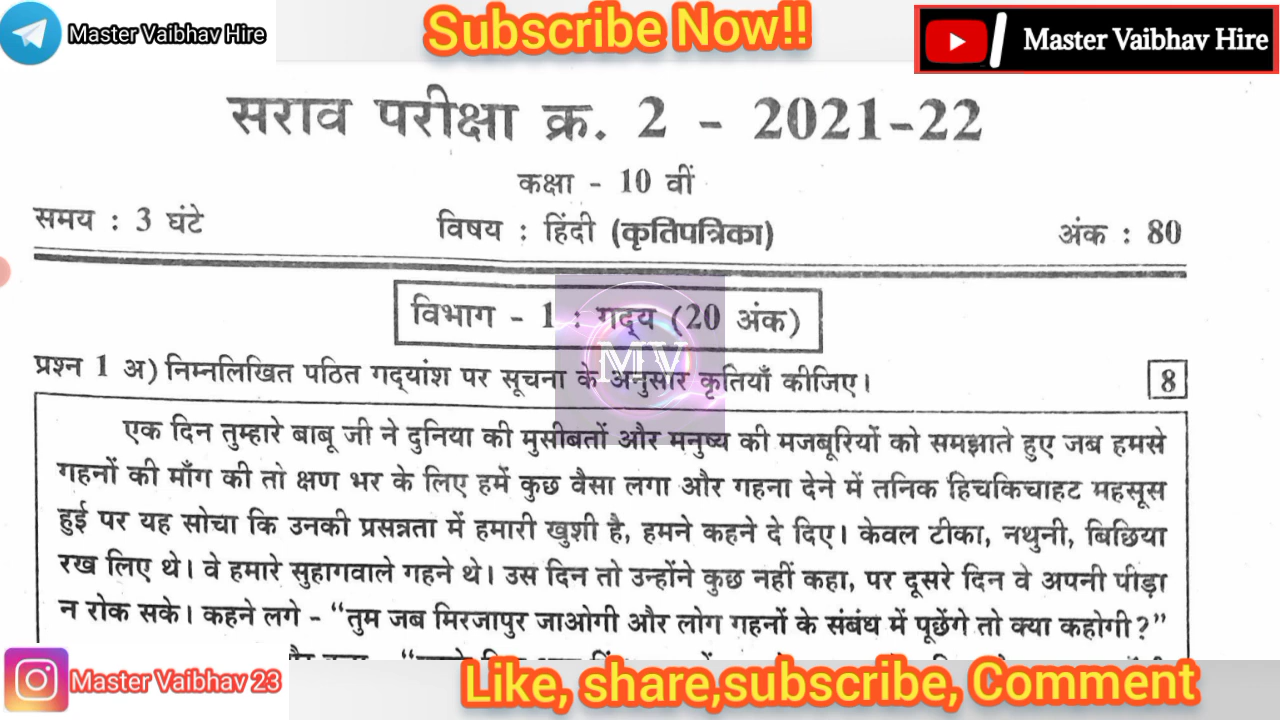 Master Vaibhav Hire
Subscribe Now!!
Master Vaibhav Hire
सराव परीक्षा क्र. 2 - 2021-22
कक्षा - 10 वीं
समय : 3 घंटे
विषय : हिंदी (कृतिपत्रिका)
अंक : 80
विभाग - 1 : गद्‌य (20 अंक)
MV
प्रश्न 1 अ) निम्नलिखित पठित गद्‌यांश पर सूचना के अनुसार कृतियाँ कीजिए।
8
एक दिन तुम्हारे बाबू जी ने दुनिया की मुसीबतों और मनुष्य की मजबूरियों को समझाते हुए जब हमसे
गहनों की माँग की तो क्षण भर के लिए हमें कुछ वैसा लगा और गहना देने में तनिक हिचकिचाहट महसूस
हुई पर यह सोचा कि उनकी प्रसन्नता में हमारी खुशी है, हमने कहने दे दिए। केवल टीका, नथुनी, बिछिया
रख लिए थे। वे हमारे सुहागवाले गहने थे। उस दिन तो उन्होंने कुछ नहीं कहा, पर दूसरे दिन वे अपनी पीड़ा
न रोक सके। कहने लगे - “तुम जब मिरजापुर जाओगी और लोग गहनों के संबंध में पूछेंगे तो क्या कहोगी?”
Master Vaibhav 23
Like, share,subscribe, Comment